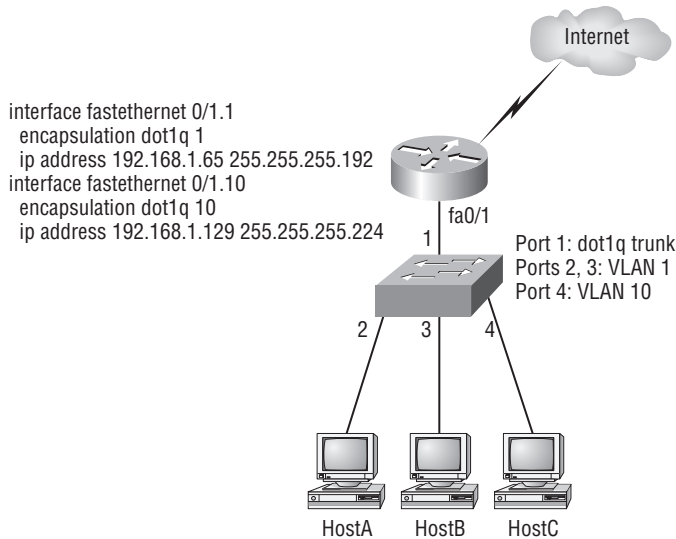 Internet
interface fastethernet 0/1.1
encapsulation dot1q 1
ip address 192.168.1.65 255.255.255.192
interface fastethernet 0/1.10
encapsulation dot1q 10
ip address 192.168.1.129 255.255.255.224
fa0/1
1
Port 1: dot1q trunk
Ports 2, 3: VLAN 1
Port 4: VLAN 10
2
3
4
HostA
HostB
HostC